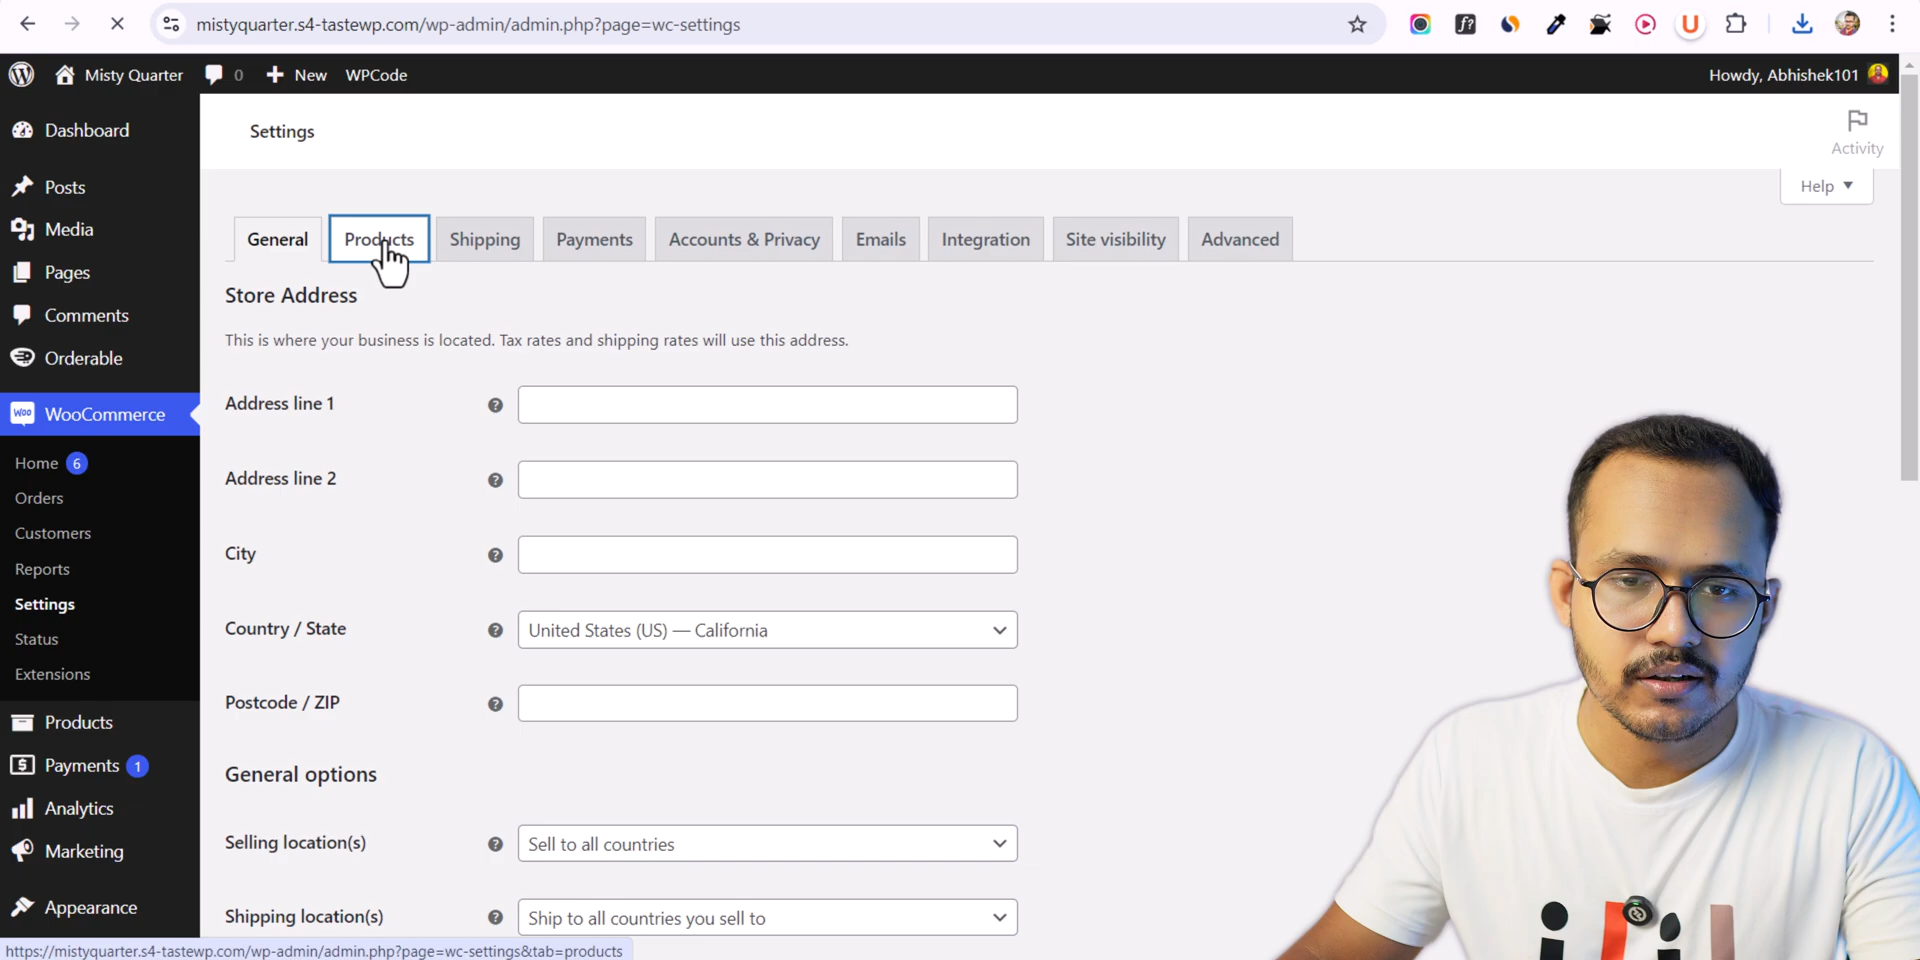 mistyquarter.s4-tastewp.com/wp-admin/admin.php?page=wc-settings
Misty Quarter 0 New WPCode Howdy, Abhishek101
Dashboard
Posts
Media
Pages
Comments
Orderable
WooCommerce
Home 6
Orders
Customers
Reports
Settings
Status
Extensions
Products
Payments 1
Analytics
Marketing
Appearance
Settings
Activity
Help
General Products Shipping Payments Accounts & Privacy Emails Integration Site visibility Advanced
Store Address
This is where your business is located. Tax rates and shipping rates will use this address.
Address line 1
Address line 2
City
Country / State United States (US) — California
Postcode / ZIP
General options
Selling location(s) Sell to all countries
Shipping location(s) Ship to all countries you sell to
https://mistyquarter.s4-tastewp.com/wp-admin/admin.php?page=wc-settings&tab=products